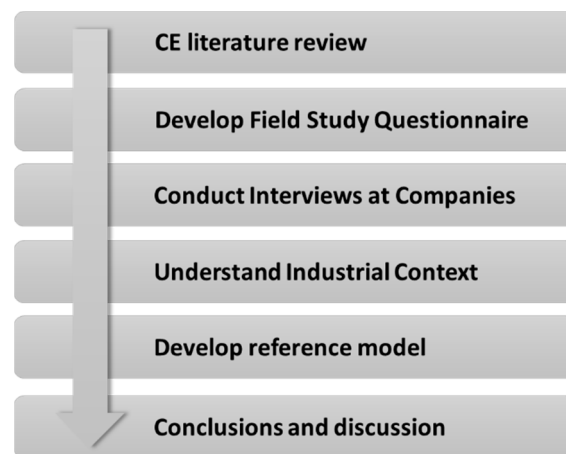 CE literature review
Develop Field Study Questionnaire
Conduct Interviews at Companies
Understand Industrial Context
Develop reference model
Conclusions and discussion